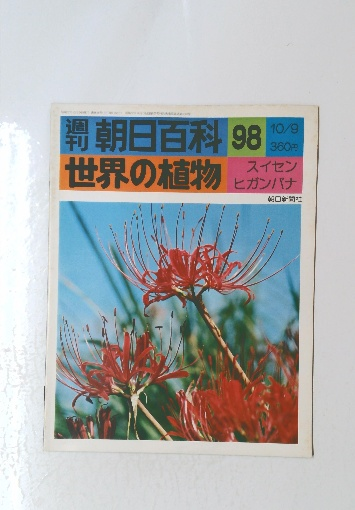 週刊 朝日百科 98 10/9
360円
世界の植物 スイセン
ヒガンバナ
朝日新聞社